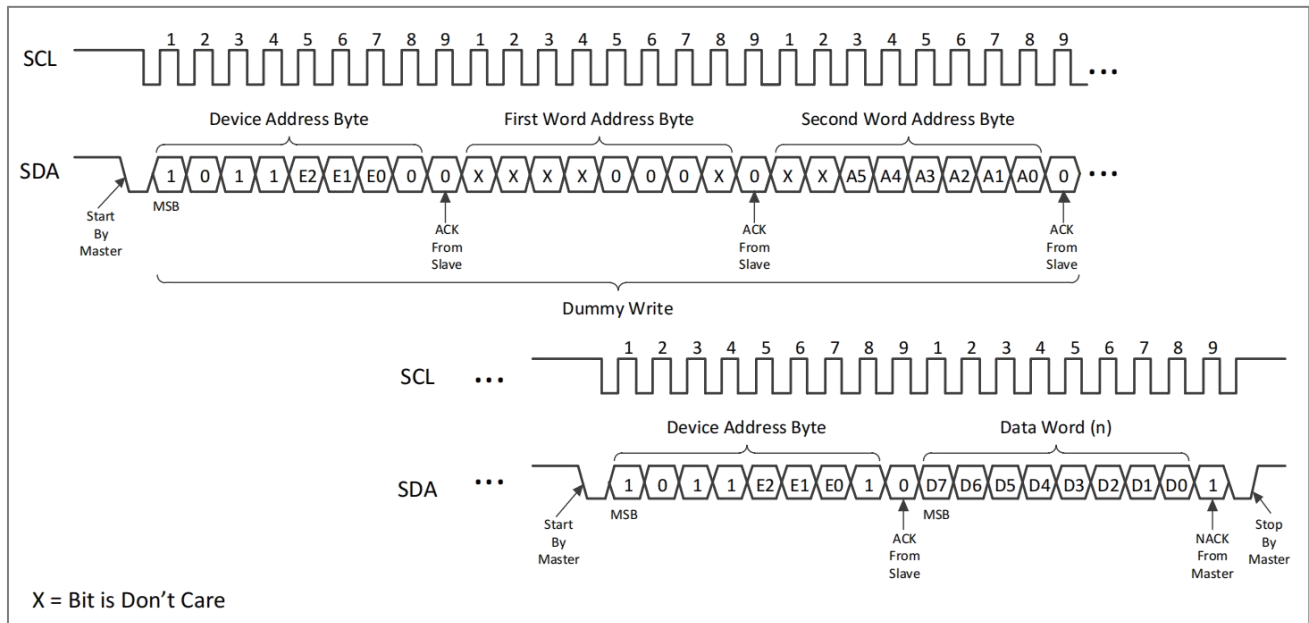 1 2 3 4 5 6 7 8 9 1 2 3 4 5 6 7 8 9 1 2 3 4 5 6 7 8 9
SCL ...
Device Address Byte First Word Address Byte Second Word Address Byte
SDA 1 0 1 1 E2 E1 E0 0 0 X X X X 0 0 0 X 0 X X A5 A4 A3 A2 A1 A0 0 ...
MSB
Start
By
Master
ACK
From
Slave
ACK
From
Slave
ACK
From
Slave
Dummy Write
1 2 3 4 5 6 7 8 9 1 2 3 4 5 6 7 8 9
SCL ...
Device Address Byte Data Word (n)
SDA ... 1 0 1 1 E2 E1 E0 1 0 D7 D6 D5 D4 D3 D2 D1 D0 1
MSB MSB
Start
By
Master
ACK
From
Slave
NACK
From
Master
Stop
By
Master
X = Bit is Don't Care